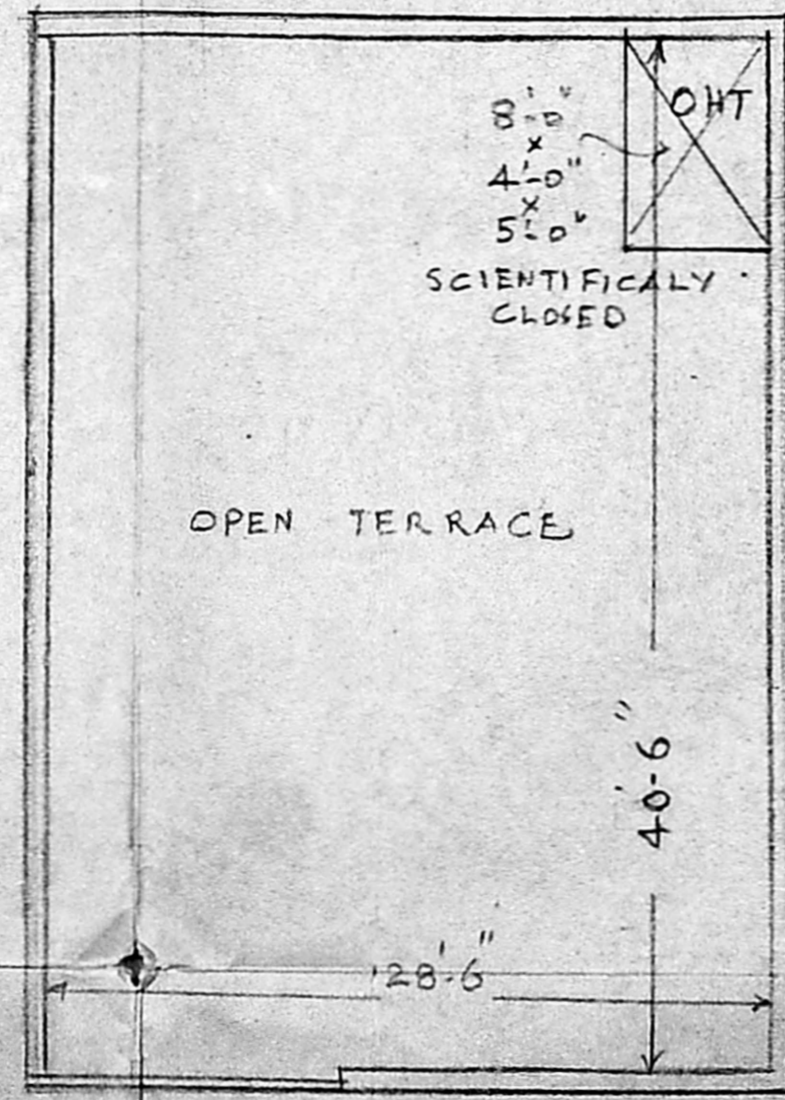 OHT
8'-0"
x
4'-0"
x
5'-0"
SCIENTIFICALY
CLOSED
OPEN TERRACE
40'-6"
28'-6"